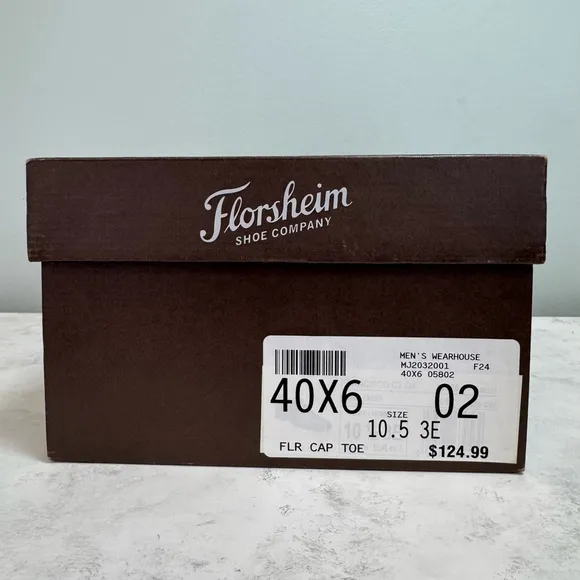 Florsheim
SHOE COMPANY
MEN'S WEARHOUSE
MJ2032001 F24
40X6 05802
40X6 02
SIZE
10.5 3E
FLR CAP TOE $124.99